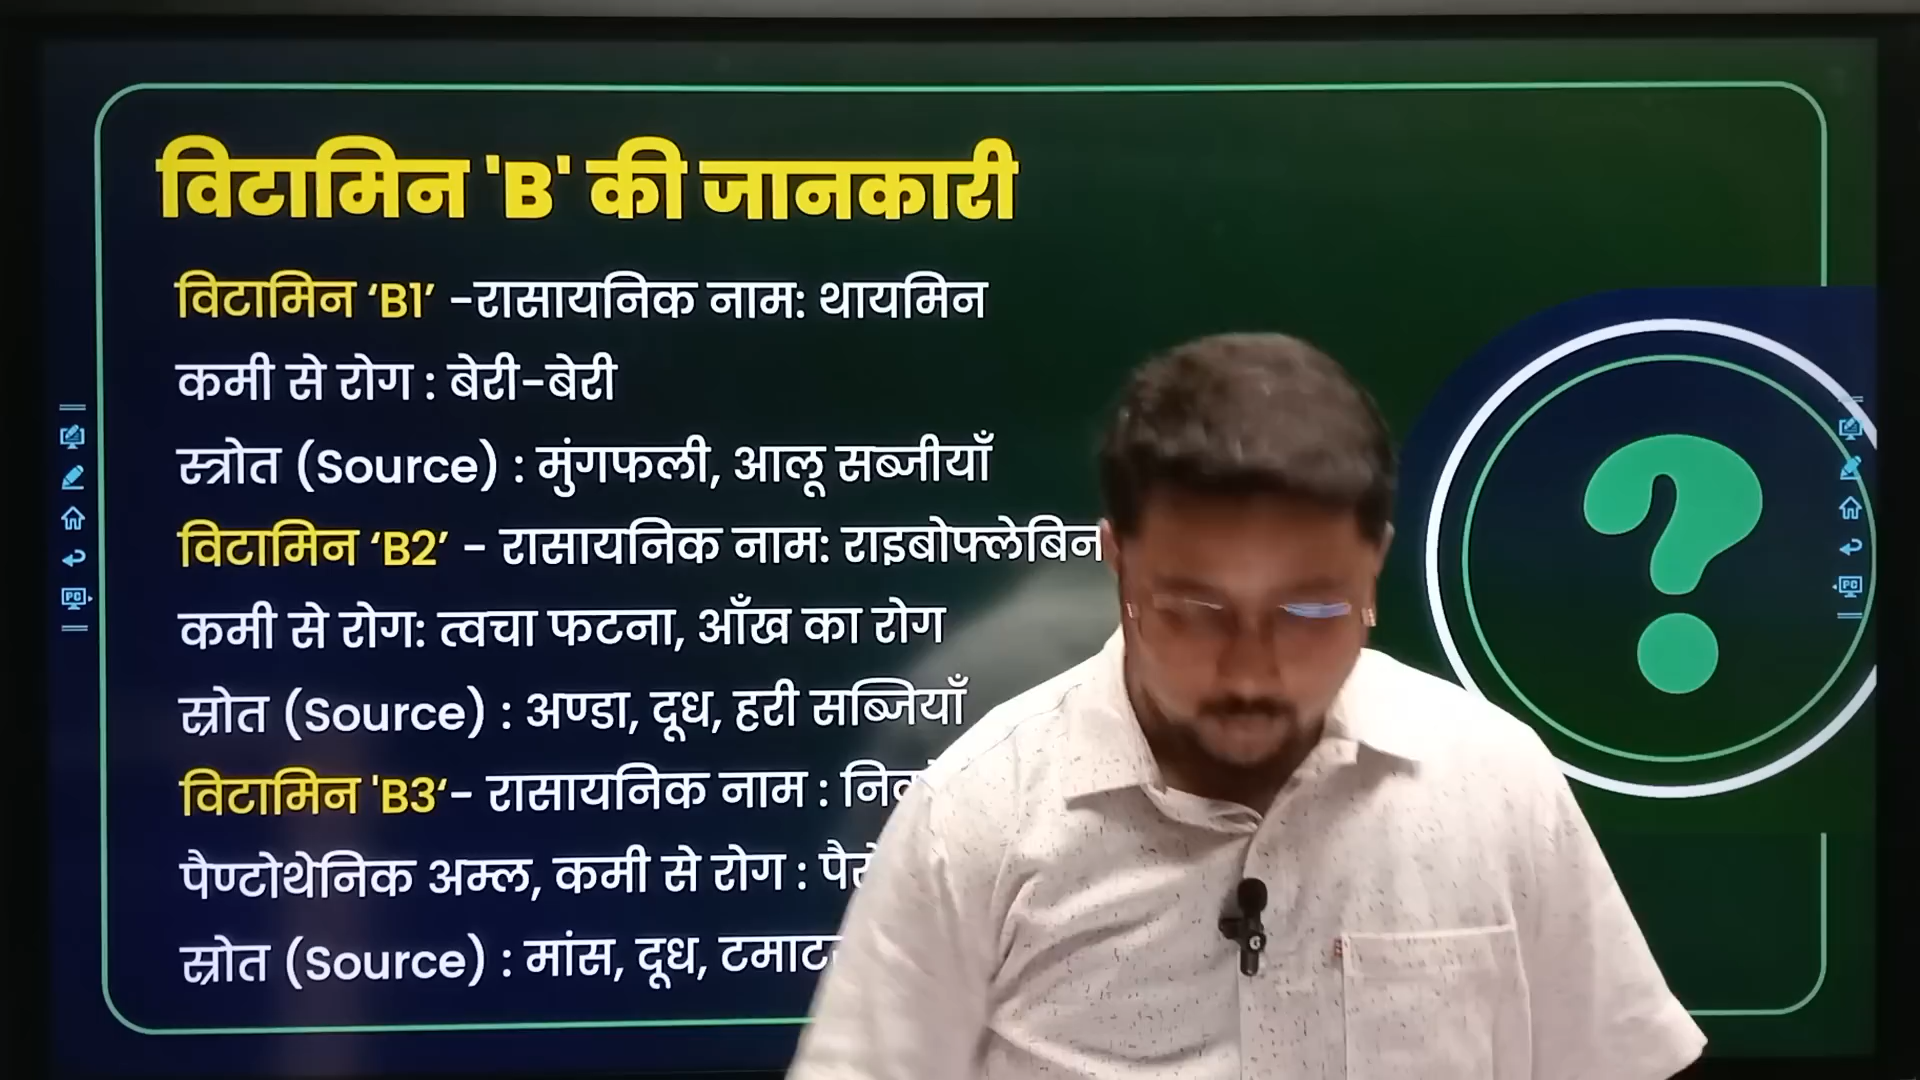 विटामिन 'B' की जानकारी
विटामिन ‘B1’ -रासायनिक नाम: थायमिन
कमी से रोग : बेरी-बेरी
स्त्रोत (Source) : मुंगफली, आलू सब्जीयाँ
विटामिन ‘B2’ - रासायनिक नाम: राइबोफ्लेबिन
कमी से रोग: त्वचा फटना, आँख का रोग
स्रोत (Source) : अण्डा, दूध, हरी सब्जियाँ
विटामिन 'B3‘- रासायनिक नाम :
पैण्टोथेनिक अम्ल, कमी से रोग :
स्रोत (Source) : मांस, दूध,